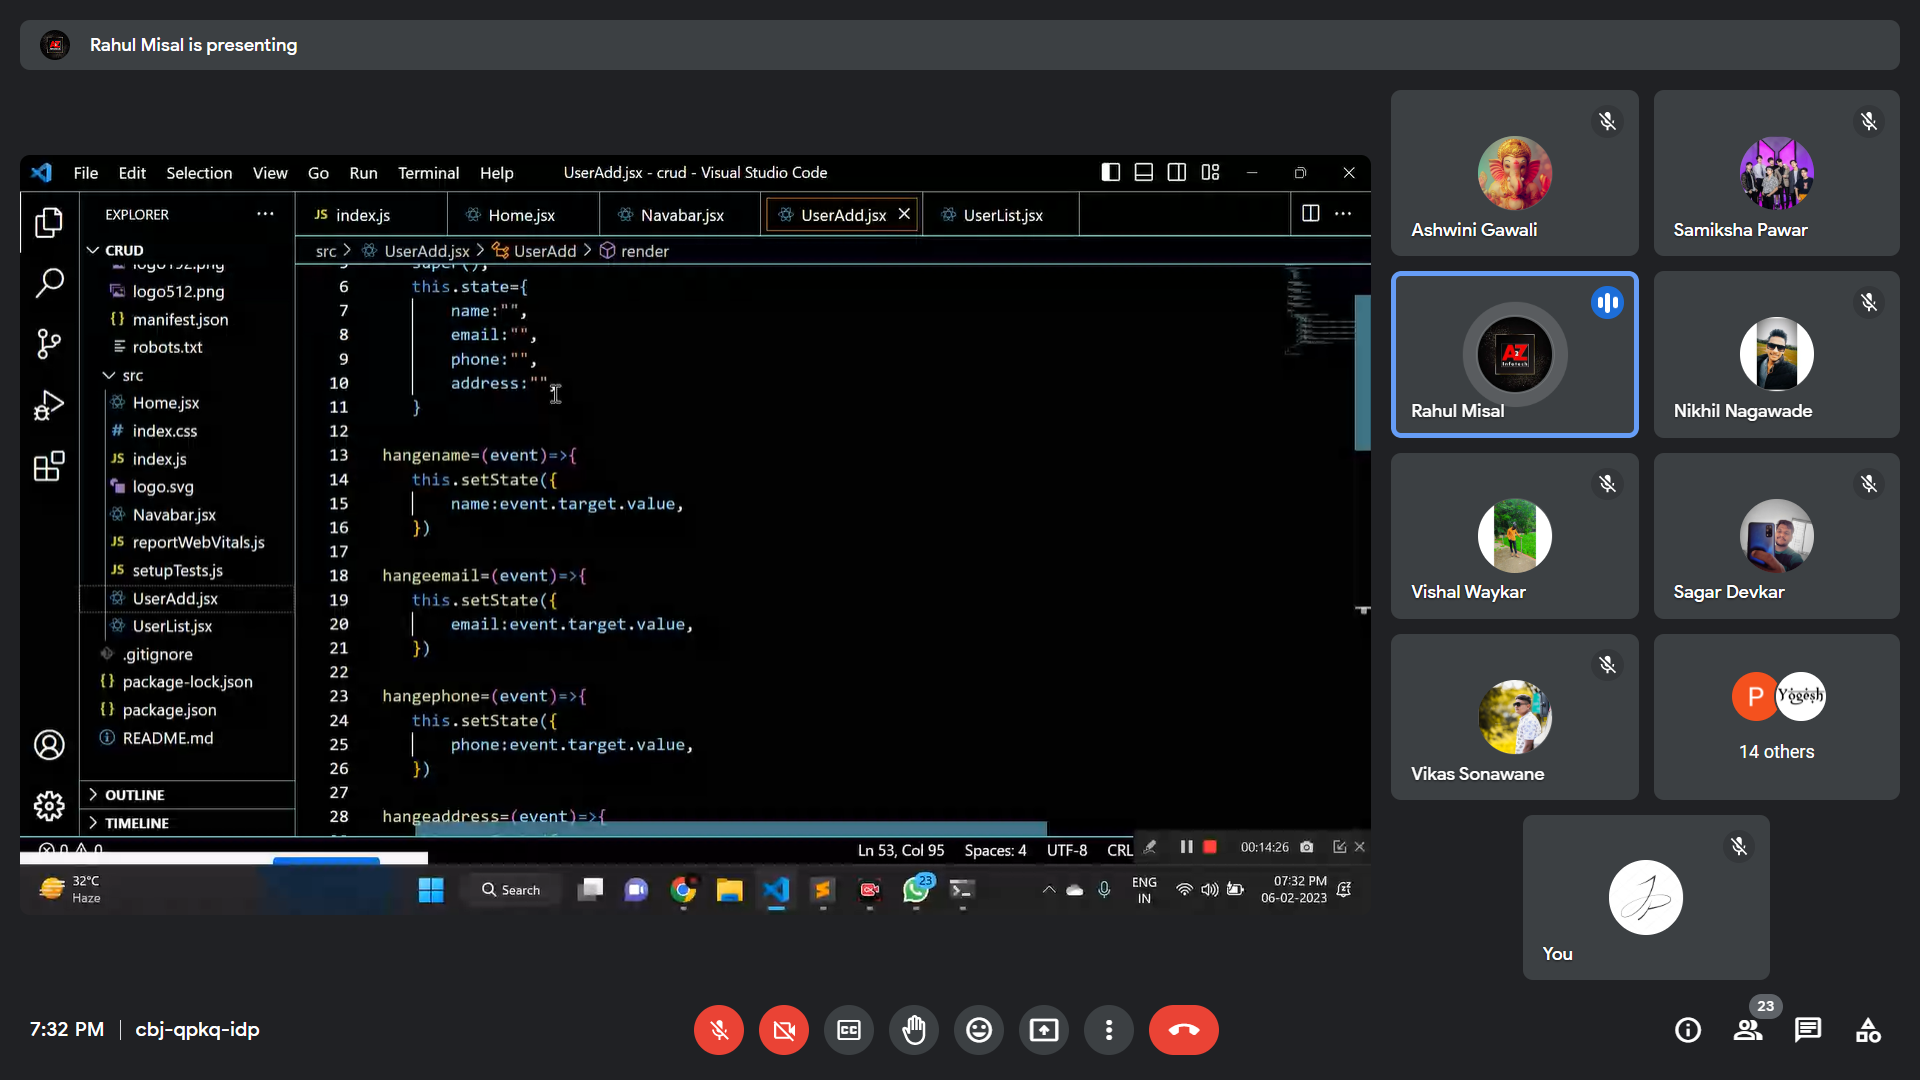 Rahul Misal is presenting
File Edit Selection View Go Run Terminal Help UserAdd.jsx - crud - Visual Studio Code
EXPLORER
CRUD
logo192.png
logo512.png
manifest.json
robots.txt
src
Home.jsx
index.css
index.js
logo.svg
Navabar.jsx
reportWebVitals.js
setupTests.js
UserAdd.jsx
UserList.jsx
.gitignore
package-lock.json
package.json
README.md
OUTLINE
TIMELINE
JS index.js Home.jsx Navabar.jsx UserAdd.jsx UserList.jsx
src > UserAdd.jsx > UserAdd > render
5 super();
6 this.state={
7 name:"",
8 email:"",
9 phone:"",
10 address:""
11 }
12
13 hangename=(event)=>{
14 this.setState({
15 name:event.target.value,
16 })
17
18 hangeemail=(event)=>{
19 this.setState({
20 email:event.target.value,
21 })
22
23 hangephone=(event)=>{
24 this.setState({
25 phone:event.target.value,
26 })
27
28 hangeaddress=(event)=>{
0 0
Ln 53, Col 95 Spaces: 4 UTF-8 CRL
00:14:26
32°C
Haze
Search
23
ENG
IN
07:32 PM
06-02-2023
Ashwini Gawali
Samiksha Pawar
AZ
Infotech
Rahul Misal
Nikhil Nagawade
Vishal Waykar
Sagar Devkar
Vikas Sonawane
P Yogesh
14 others
You
7:32 PM | cbj-qpkq-idp
CC
23